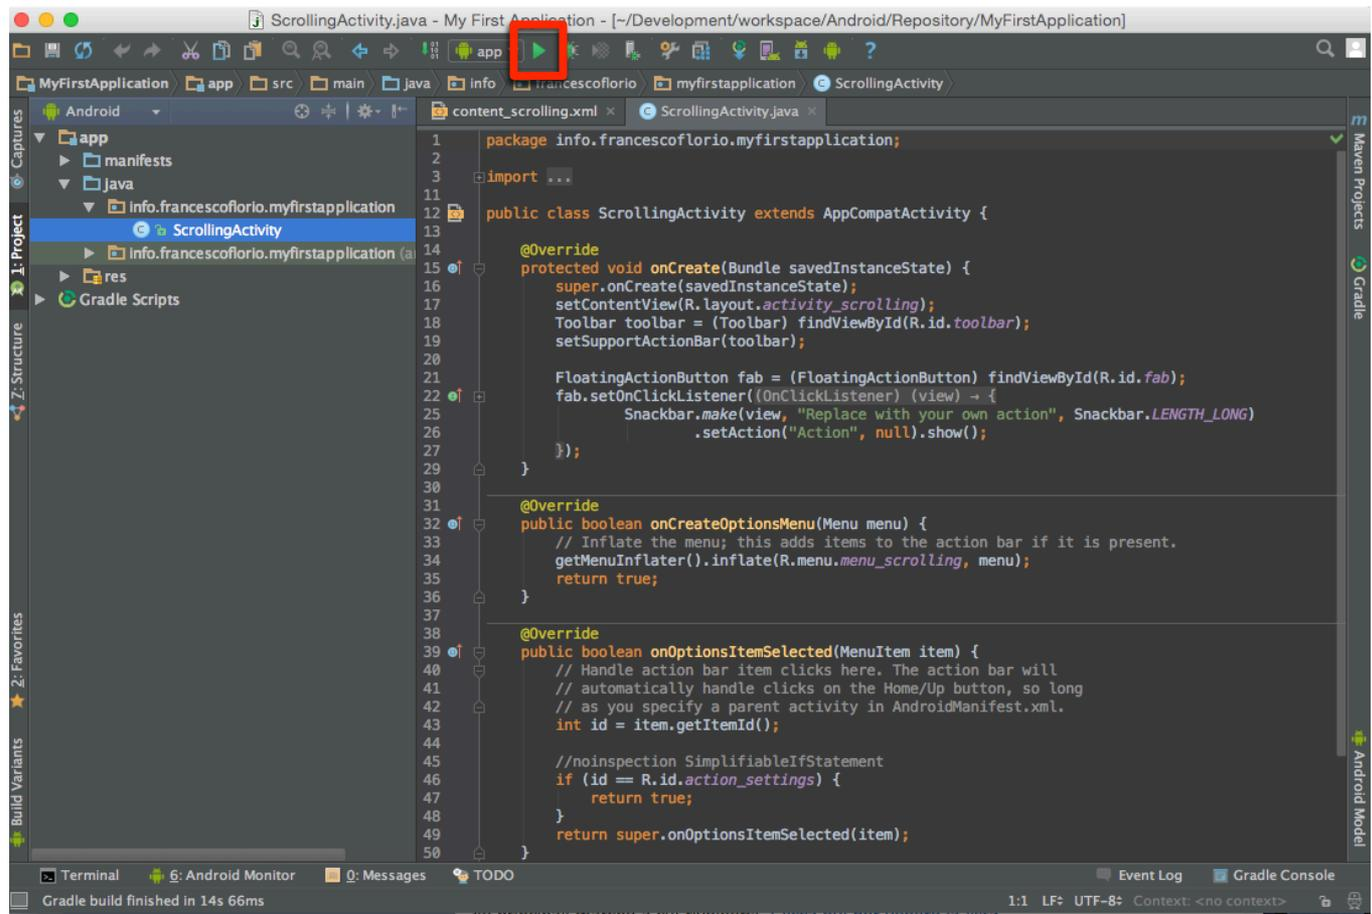 ScrollingActivity.java - My First Application - [~/Development/workspace/Android/Repository/MyFirstApplication]
app
MyFirstApplication app src main java info francescoflorio myfirstapplication ScrollingActivity
Android
content_scrolling.xml ScrollingActivity.java
Captures
1: Project
Z: Structure
2: Favorites
Build Variants
app
manifests
java
info.francescoflorio.myfirstapplication
ScrollingActivity
info.francescoflorio.myfirstapplication (a
res
Gradle Scripts
1 package info.francescoflorio.myfirstapplication;
2
3 import ...
11
12 public class ScrollingActivity extends AppCompatActivity {
13
14 @Override
15 protected void onCreate(Bundle savedInstanceState) {
16 super.onCreate(savedInstanceState);
17 setContentView(R.layout.activity_scrolling);
18 Toolbar toolbar = (Toolbar) findViewById(R.id.toolbar);
19 setSupportActionBar(toolbar);
20
21 FloatingActionButton fab = (FloatingActionButton) findViewById(R.id.fab);
22 fab.setOnClickListener((OnClickListener) (view) → {
25 Snackbar.make(view, "Replace with your own action", Snackbar.LENGTH_LONG)
26 .setAction("Action", null).show();
27 });
29 }
30
31 @Override
32 public boolean onCreateOptionsMenu(Menu menu) {
33 // Inflate the menu; this adds items to the action bar if it is present.
34 getMenuInflater().inflate(R.menu.menu_scrolling, menu);
35 return true;
36 }
37
38 @Override
39 public boolean onOptionsItemSelected(MenuItem item) {
40 // Handle action bar item clicks here. The action bar will
41 // automatically handle clicks on the Home/Up button, so long
42 // as you specify a parent activity in AndroidManifest.xml.
43 int id = item.getItemId();
44
45 //noinspection SimplifiableIfStatement
46 if (id == R.id.action_settings) {
47 return true;
48 }
49 return super.onOptionsItemSelected(item);
50 }
Maven Projects
Gradle
Android Model
Terminal 6: Android Monitor 0: Messages TODO Event Log Gradle Console
Gradle build finished in 14s 66ms 1:1 LF UTF-8 Context: <no context>